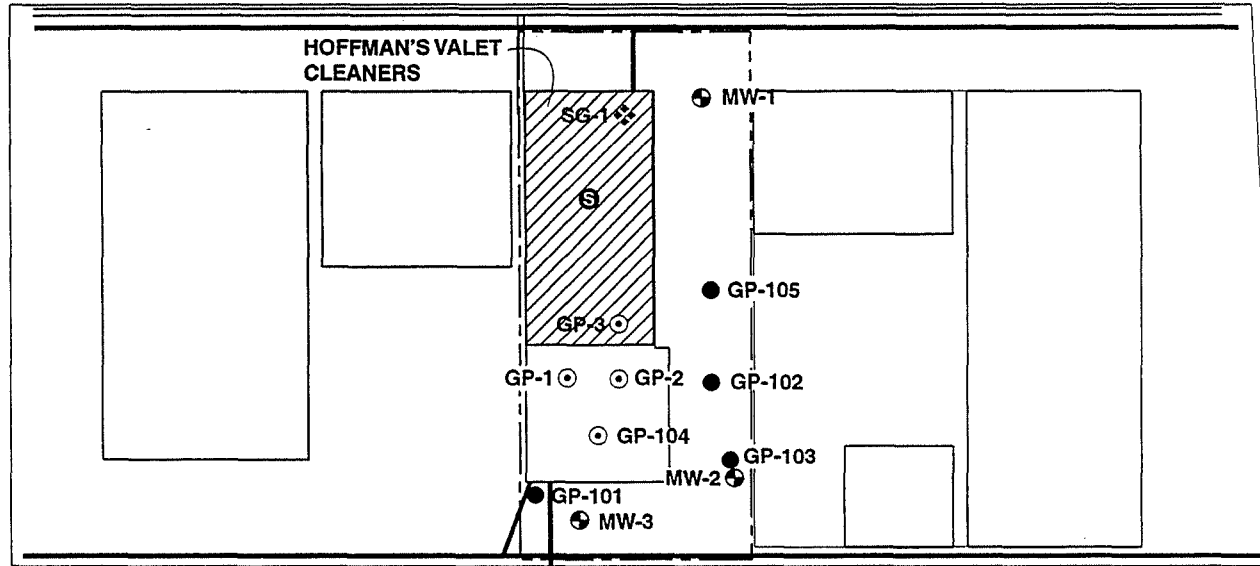 HOFFMAN'S VALET
CLEANERS
MW-1
SG-1
S
GP-105
GP-3
GP-1
GP-2
GP-102
GP-104
GP-103
MW-2
GP-101
MW-3